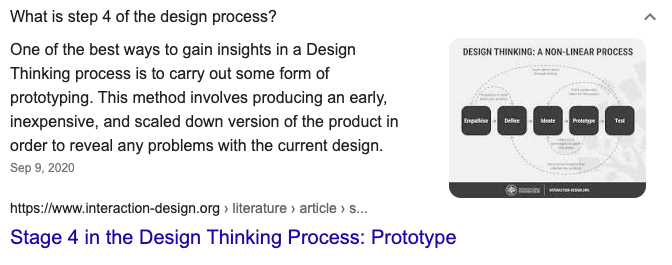 What is step 4 of the design process?
One of the best ways to gain insights in a Design
Thinking process is to carry out some form of
prototyping. This method involves producing an early,
inexpensive, and scaled down version of the product in
order to reveal any problems with the current design.
Sep 9, 2020
DESIGN THINKING: A NON-LINEAR PROCESS
Empathise
Define
Ideate
Prototype
Test
INTERACTION-DESIGN.ORG
https://www.interaction-design.org › literature › article › s...
Stage 4 in the Design Thinking Process: Prototype